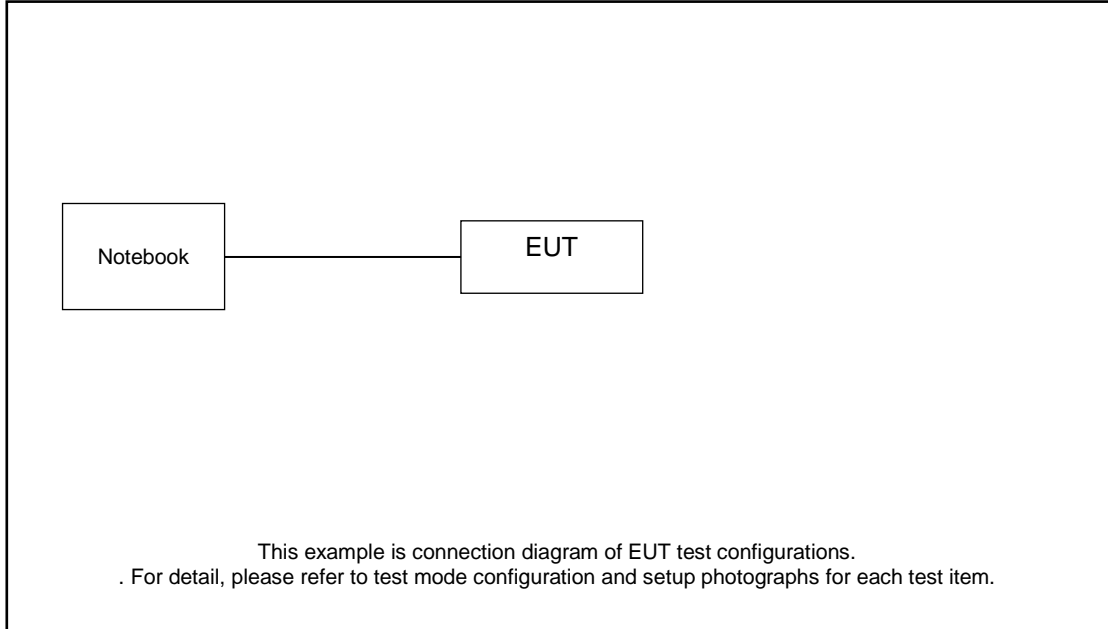 Notebook
EUT
This example is connection diagram of EUT test configurations.
. For detail, please refer to test mode configuration and setup photographs for each test item.